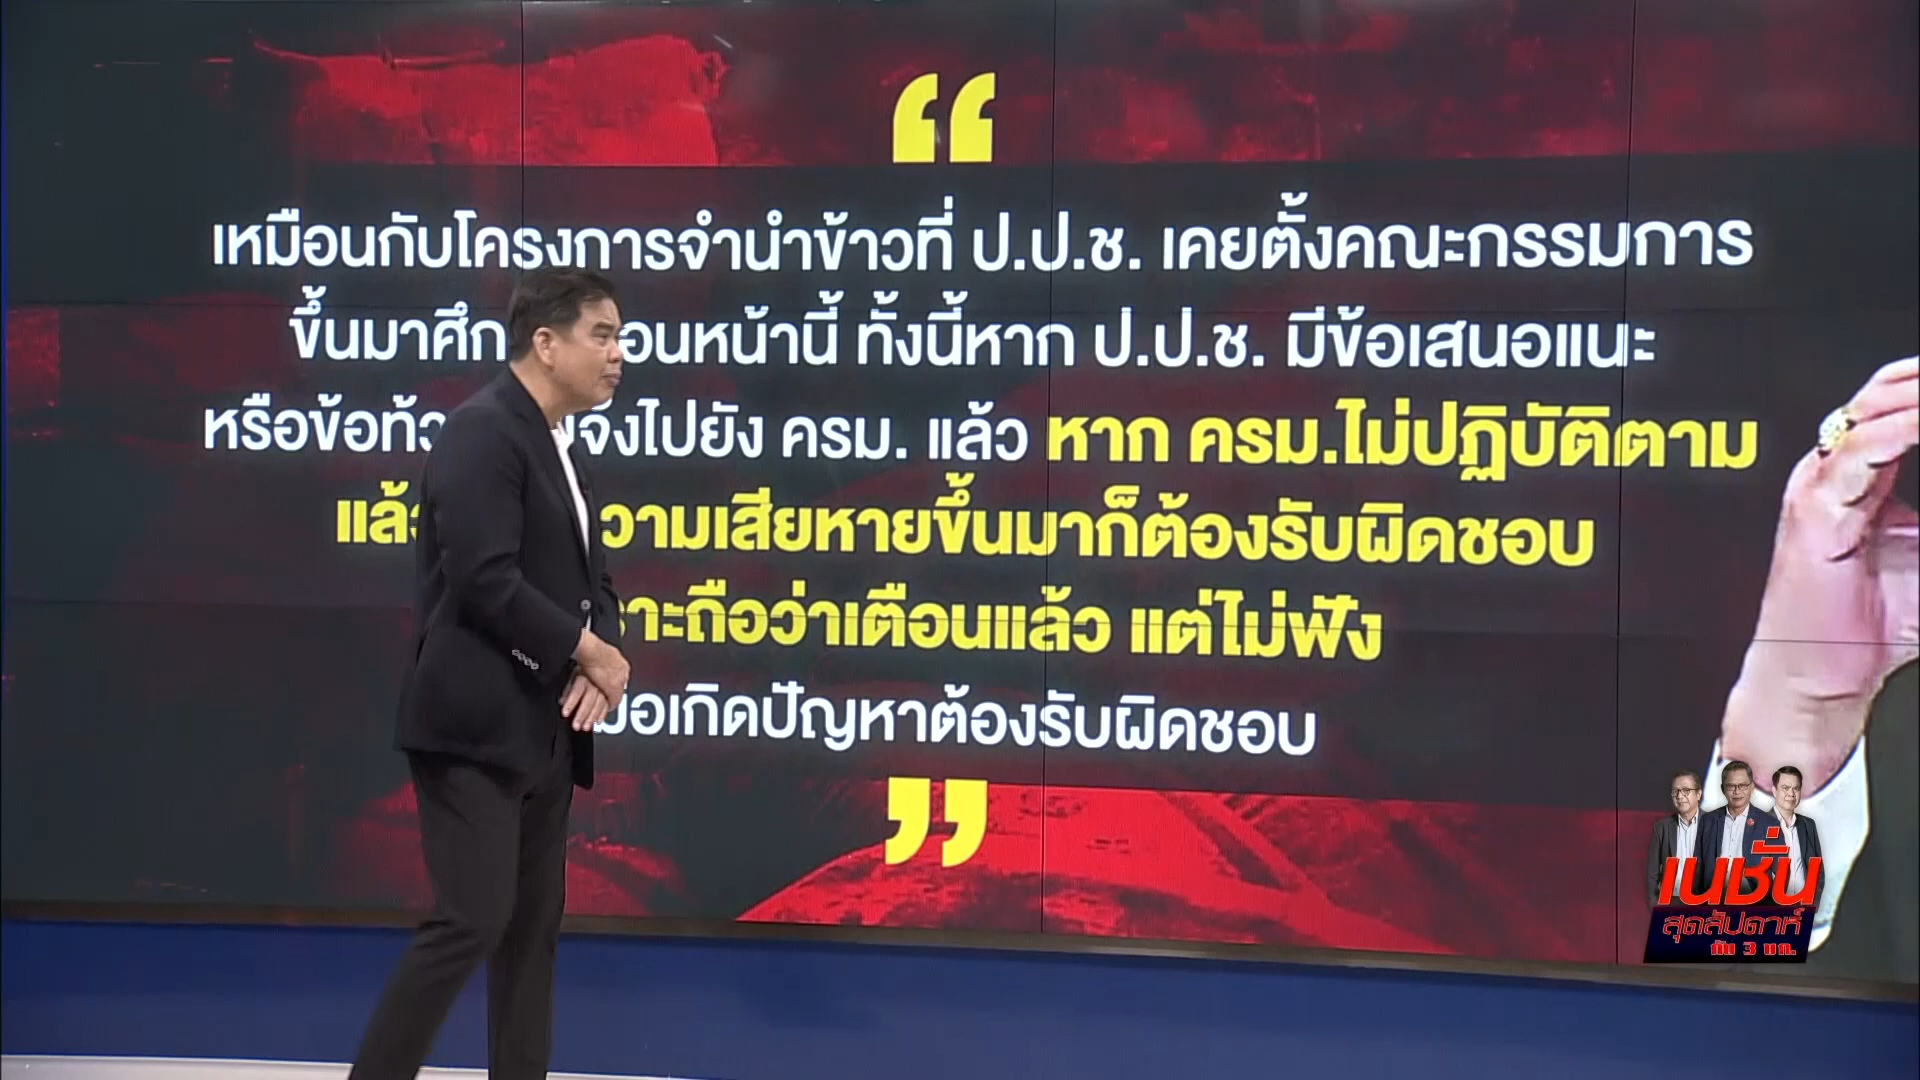 “
เหมือนกับโครงการจำนำข้าวที่ ป.ป.ช. เคยตั้งคณะกรรมการ
ขึ้นมาศึก อนหน้านี้ ทั้งนี้หาก ป.ป.ช. มีข้อเสนอแนะ
หรือข้อท้ว จ้งไปยัง ครม. แล้ว หาก ครม.ไม่ปฏิบัติตาม
แล้ว วามเสียหายขึ้นมาก็ต้องรับผิดชอบ
ราะถือว่าเตือนแล้ว แต่ไม่ฟัง
มื่อเกิดปัญหาต้องรับผิดชอบ
”
เนชั่น
สุดสัปดาห์
กับ 3 บก.